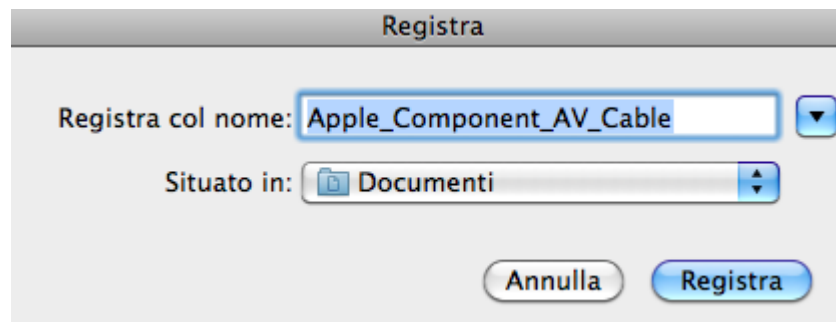 Registra
Registra col nome: Apple_Component_AV_Cable
Situato in: Documenti
Annulla Registra